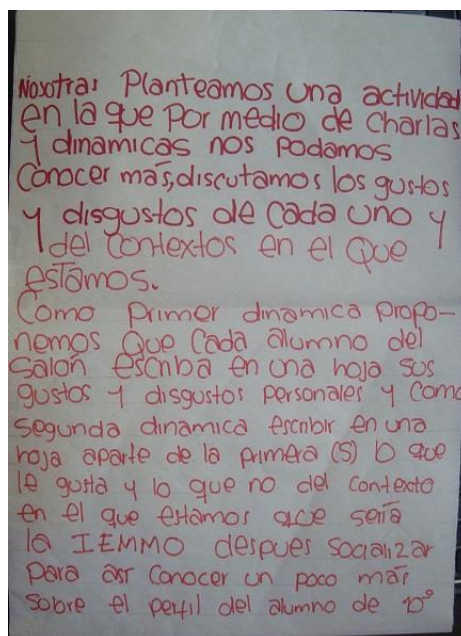 Nosotras Planteamos una actividad
en la que Por medio de Charlas
y dinamicas nos Podamos
Conocer más, discutamos los gustos
y disgustos de Cada uno y
del Contextos en el Que
estamos.
Como Primer dinamica propo-
nemos Que Cada alumno del
Salón escriba en una hoja sus
gustos y disgustos Personales y Como
segunda dinamica escribir en una
hoja aparte de la primera (s) lo que
le gusta y lo que no del Contexto
en el que estamos que seria
la IEMMO despues socializar
para asi Conocer un poco más
sobre el perfil del alumno de 10°